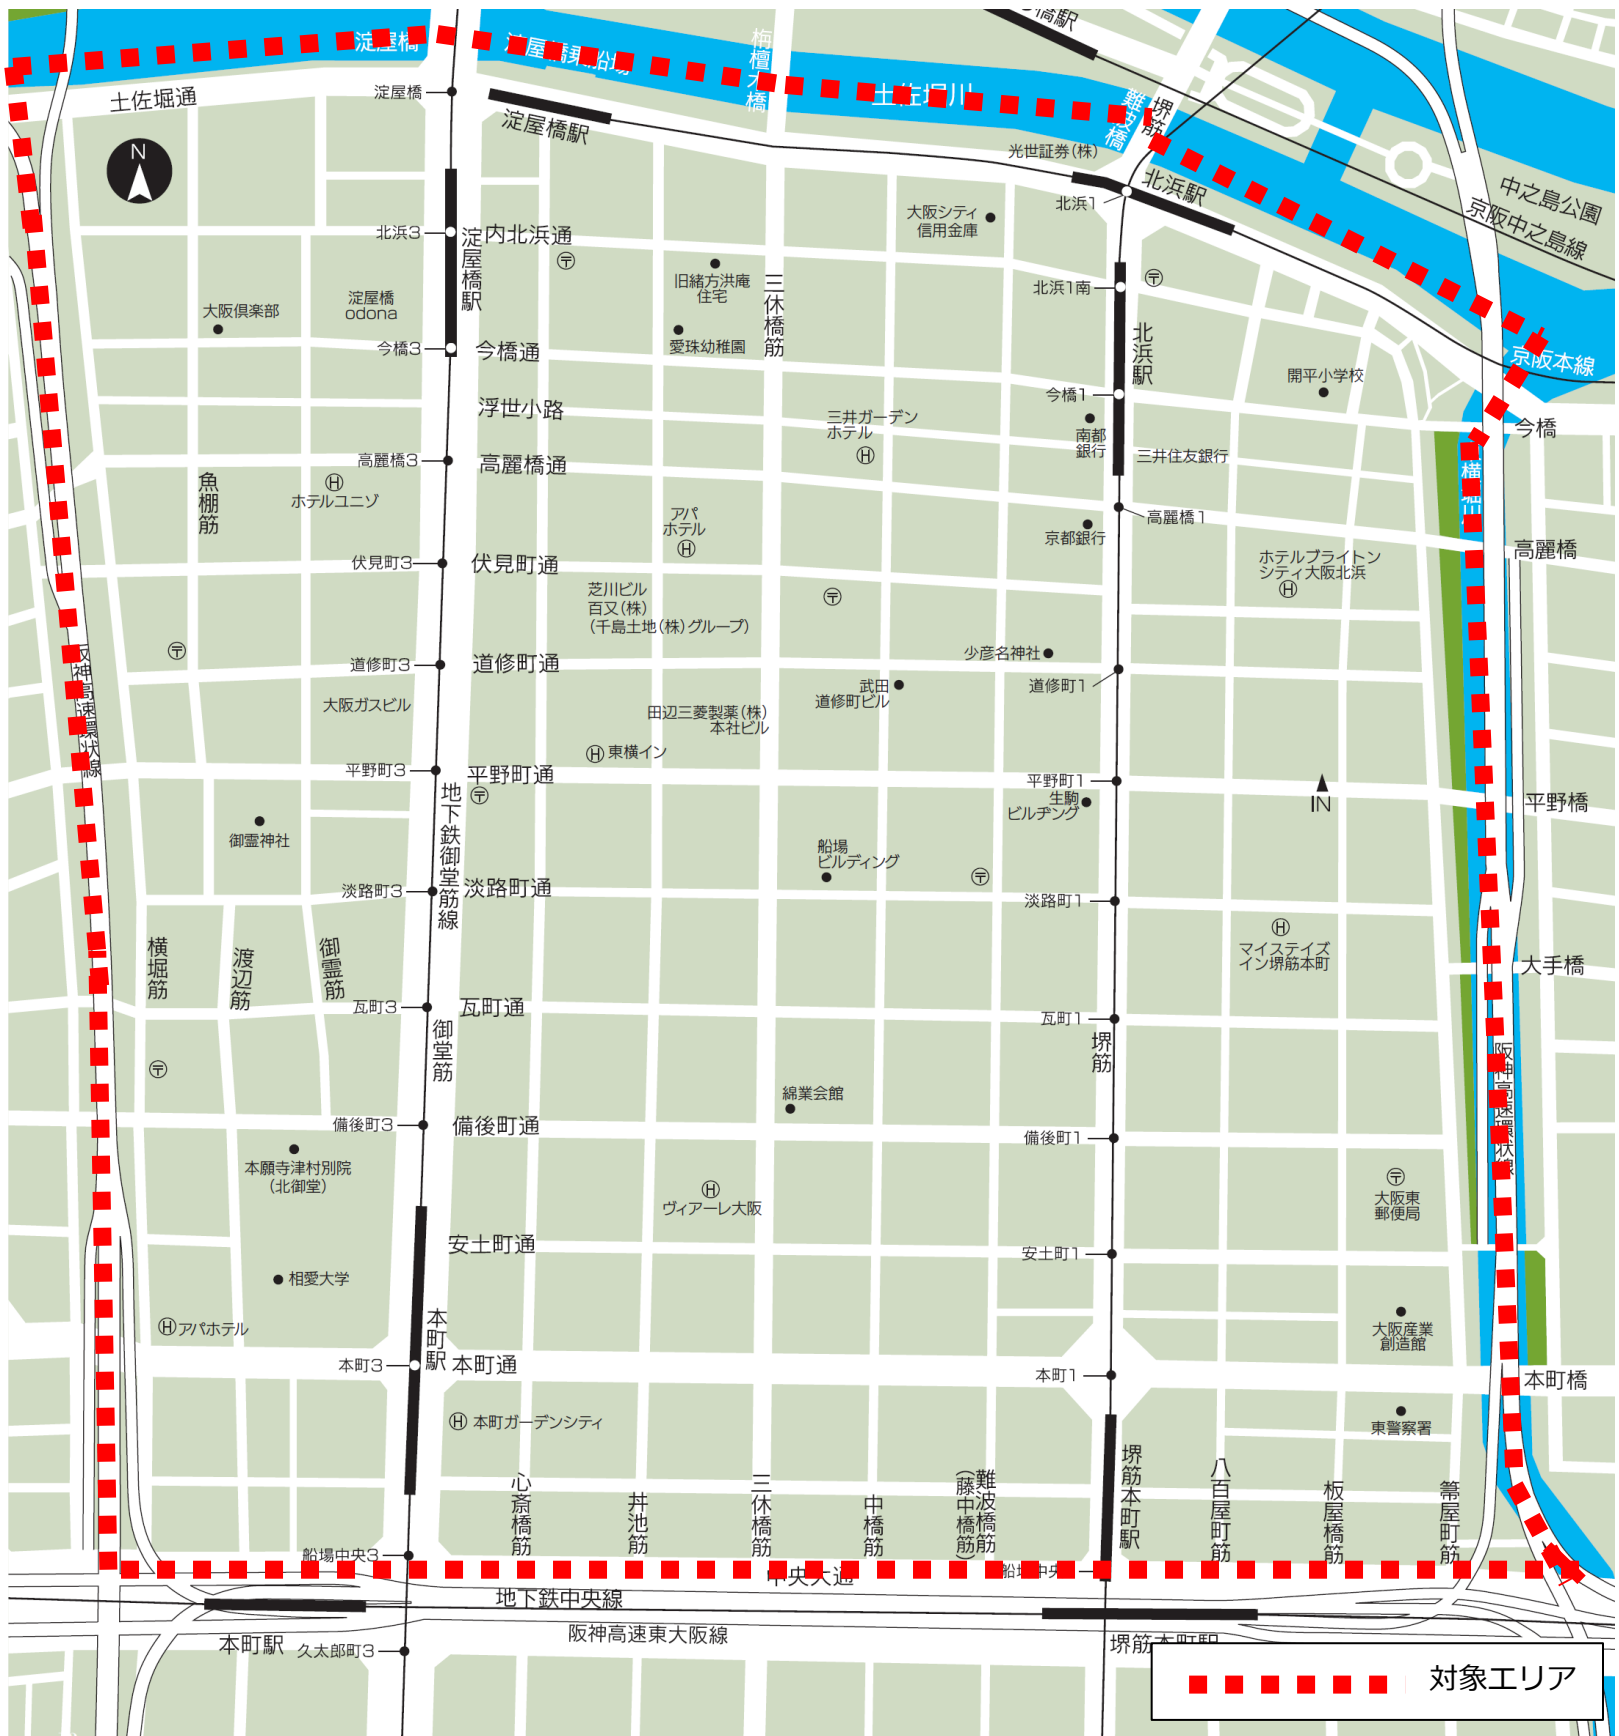 淀屋橋
淀屋橋乗船場
栴檀木橋
土佐堀川
難波橋
堺筋
土佐堀通
N
淀屋橋
淀屋橋駅
光世証券(株)
北浜駅
北浜1
中之島公園
京阪中之島線
大阪シティ
信用金庫
北浜3
内北浜通
淀屋橋駅
〒
旧緒方洪庵
住宅
三休橋筋
北浜1南
〒
大阪倶楽部
淀屋橋
odona
愛珠幼稚園
北浜駅
今橋3
今橋通
京阪本線
開平小学校
今橋1
浮世小路
三井ガーデン
ホテル
H
南都
銀行
今橋
高麗橋3
高麗橋通
三井住友銀行
魚棚筋
H
ホテルユニゾ
アパ
ホテル
H
高麗橋1
京都銀行
高麗橋
伏見町3
伏見町通
ホテルブライトン
シティ大阪北浜
H
芝川ビル
百又(株)
(千島土地(株)グループ)
〒
〒
道修町3
道修町通
少彦名神社
道修町1
武田
道修町ビル
大阪ガスビル
田辺三菱製薬(株)
本社ビル
H東横イン
平野町3
平野町通
〒
平野町1
生駒
ビルヂング
IN
平野橋
地下鉄御堂筋線
御霊神社
船場
ビルディング
〒
淡路町3
淡路町通
淡路町1
H
マイステイズ
イン堺筋本町
横堀筋
渡辺筋
御霊筋
大手橋
瓦町3
瓦町通
瓦町1
御堂筋
堺筋
〒
綿業会館
備後町3
備後町通
備後町1
本願寺津村別院
(北御堂)
H
ヴィアーレ大阪
〒
大阪東
郵便局
安土町通
安土町1
相愛大学
Hアパホテル
本町駅
大阪産業
創造館
本町3
本町通
本町1
本町橋
H本町ガーデンシティ
東警察署
心斎橋筋
丼池筋
三休橋筋
中橋筋
難波橋筋
(藤中橋筋)
堺筋本町駅
八百屋町筋
板屋橋筋
箒屋町筋
船場中央3
中央大通
地下鉄中央線
阪神高速東大阪線
本町駅
久太郎町3
堺筋本町駅
対象エリア